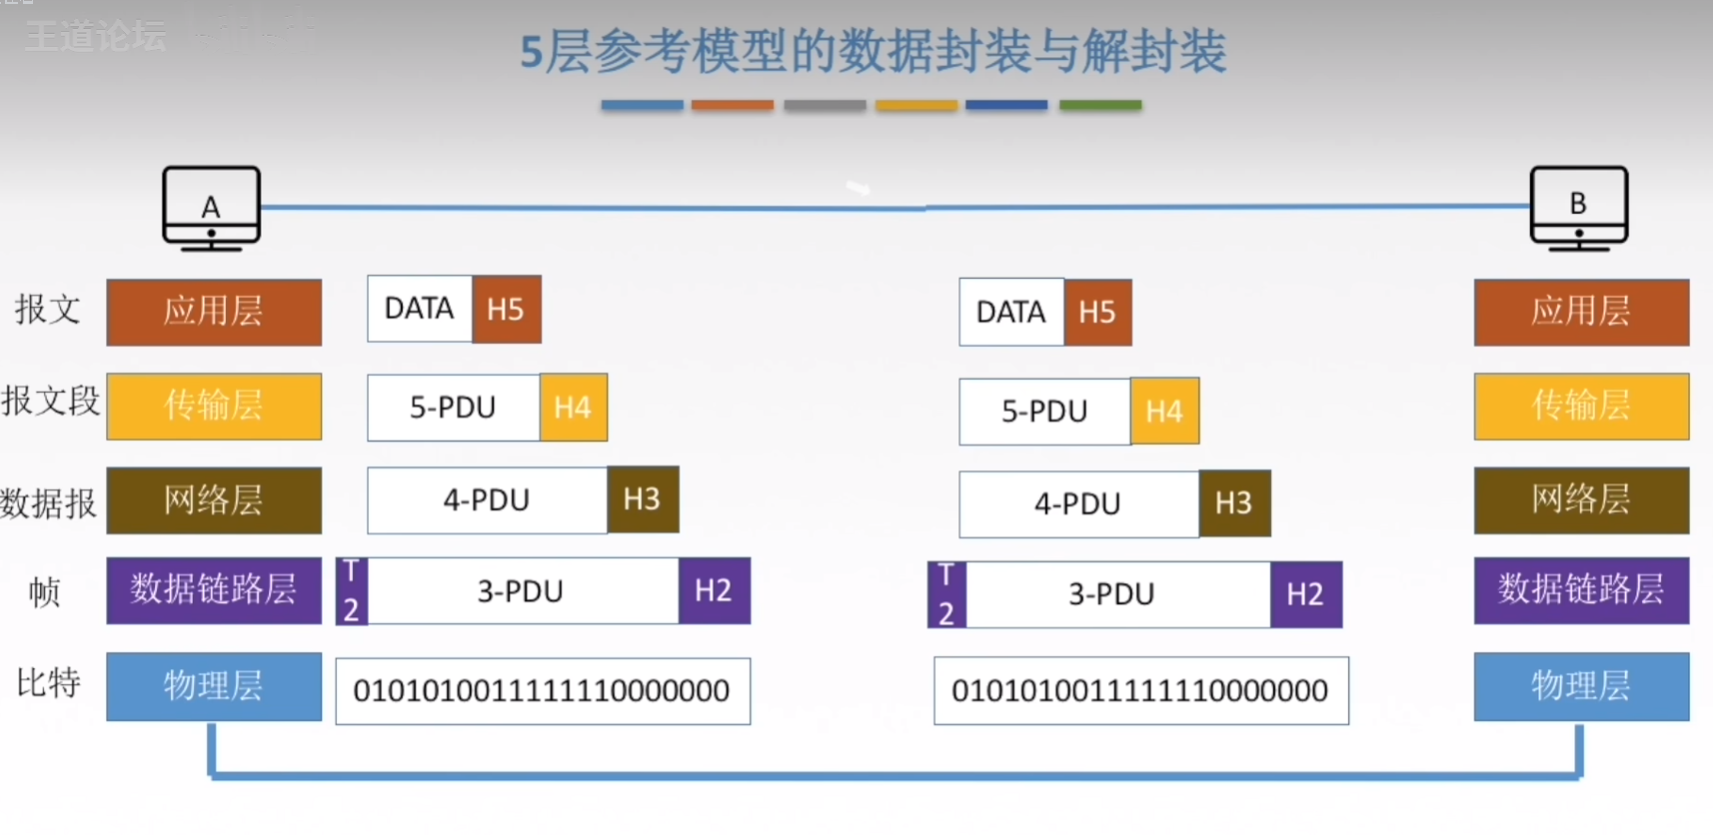 王道论坛
5层参考模型的数据封装与解封装
A
B
报文 应用层 DATA H5 DATA H5 应用层
报文段 传输层 5-PDU H4 5-PDU H4 传输层
数据报 网络层 4-PDU H3 4-PDU H3 网络层
帧 数据链路层 T2 3-PDU H2 T2 3-PDU H2 数据链路层
比特 物理层 0101010011111110000000 0101010011111110000000 物理层